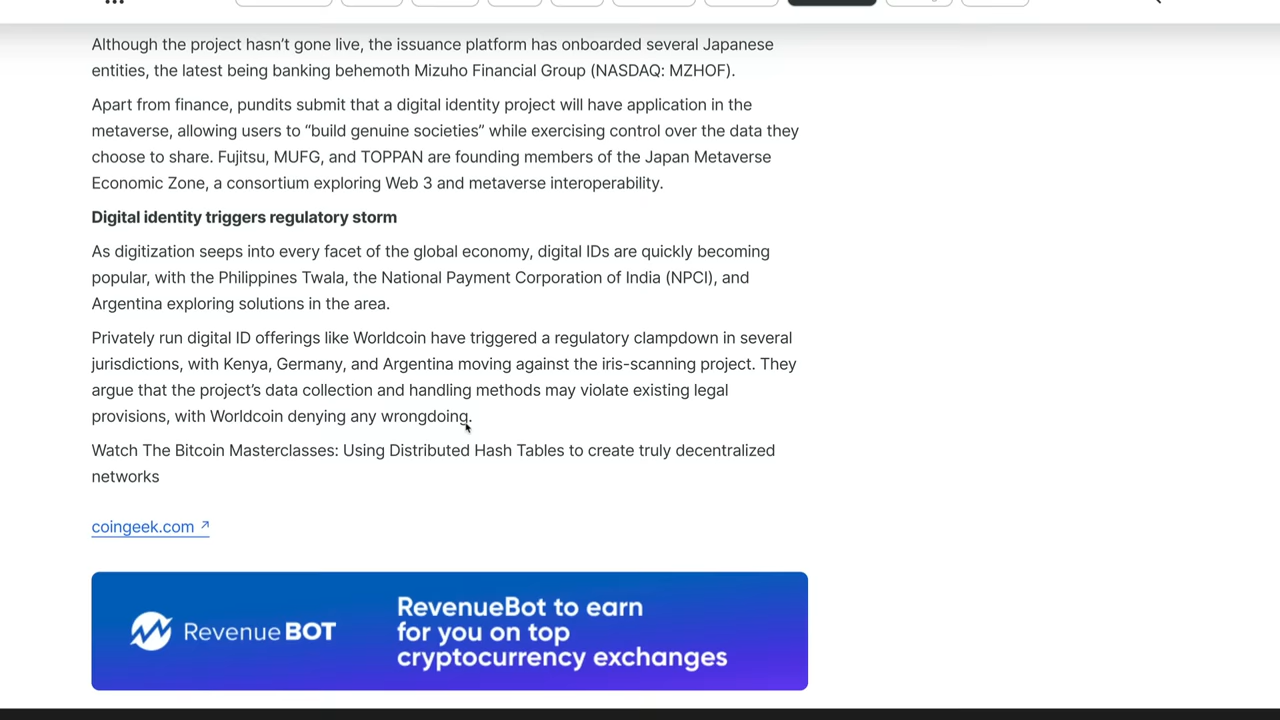 Although the project hasn’t gone live, the issuance platform has onboarded several Japanese
entities, the latest being banking behemoth Mizuho Financial Group (NASDAQ: MZHOF).
Apart from finance, pundits submit that a digital identity project will have application in the
metaverse, allowing users to “build genuine societies” while exercising control over the data they
choose to share. Fujitsu, MUFG, and TOPPAN are founding members of the Japan Metaverse
Economic Zone, a consortium exploring Web 3 and metaverse interoperability.
Digital identity triggers regulatory storm
As digitization seeps into every facet of the global economy, digital IDs are quickly becoming
popular, with the Philippines Twala, the National Payment Corporation of India (NPCI), and
Argentina exploring solutions in the area.
Privately run digital ID offerings like Worldcoin have triggered a regulatory clampdown in several
jurisdictions, with Kenya, Germany, and Argentina moving against the iris-scanning project. They
argue that the project’s data collection and handling methods may violate existing legal
provisions, with Worldcoin denying any wrongdoing.
Watch The Bitcoin Masterclasses: Using Distributed Hash Tables to create truly decentralized
networks
coingeek.com ↗
Revenue BOT
RevenueBot to earn
for you on top
cryptocurrency exchanges